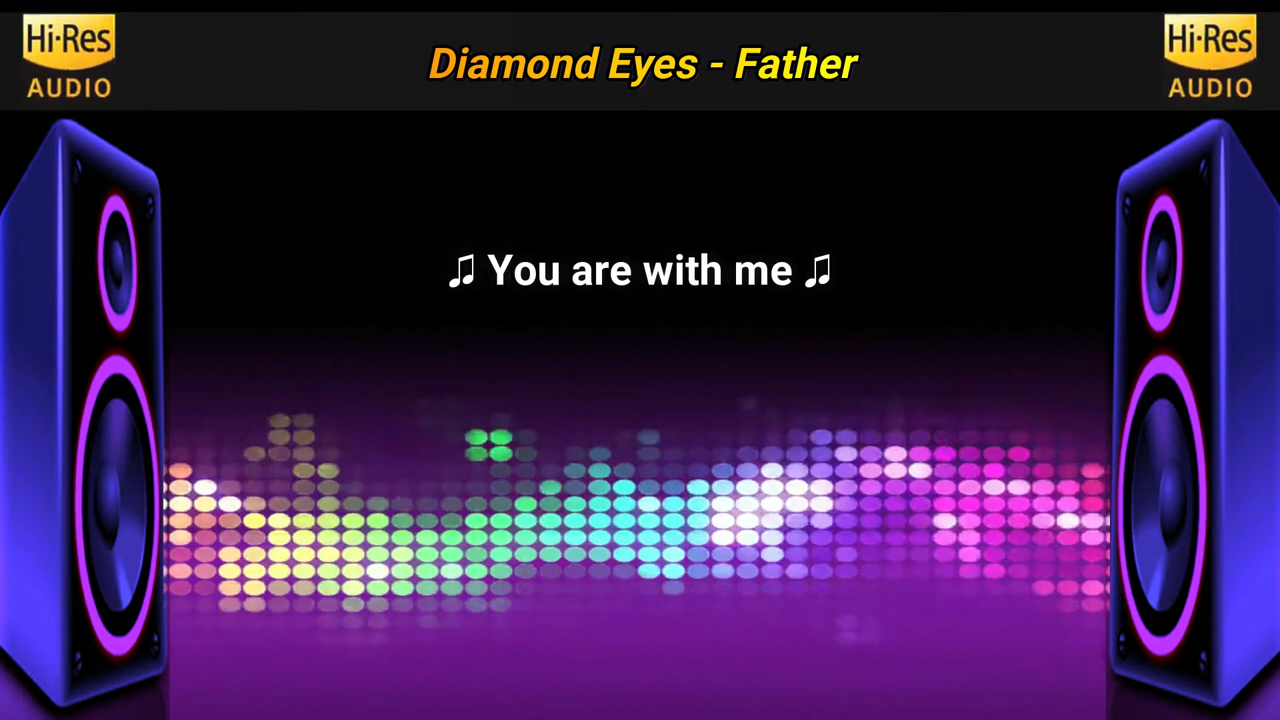 Hi-Res
AUDIO
Diamond Eyes - Father
Hi-Res
AUDIO
♫ You are with me ♫